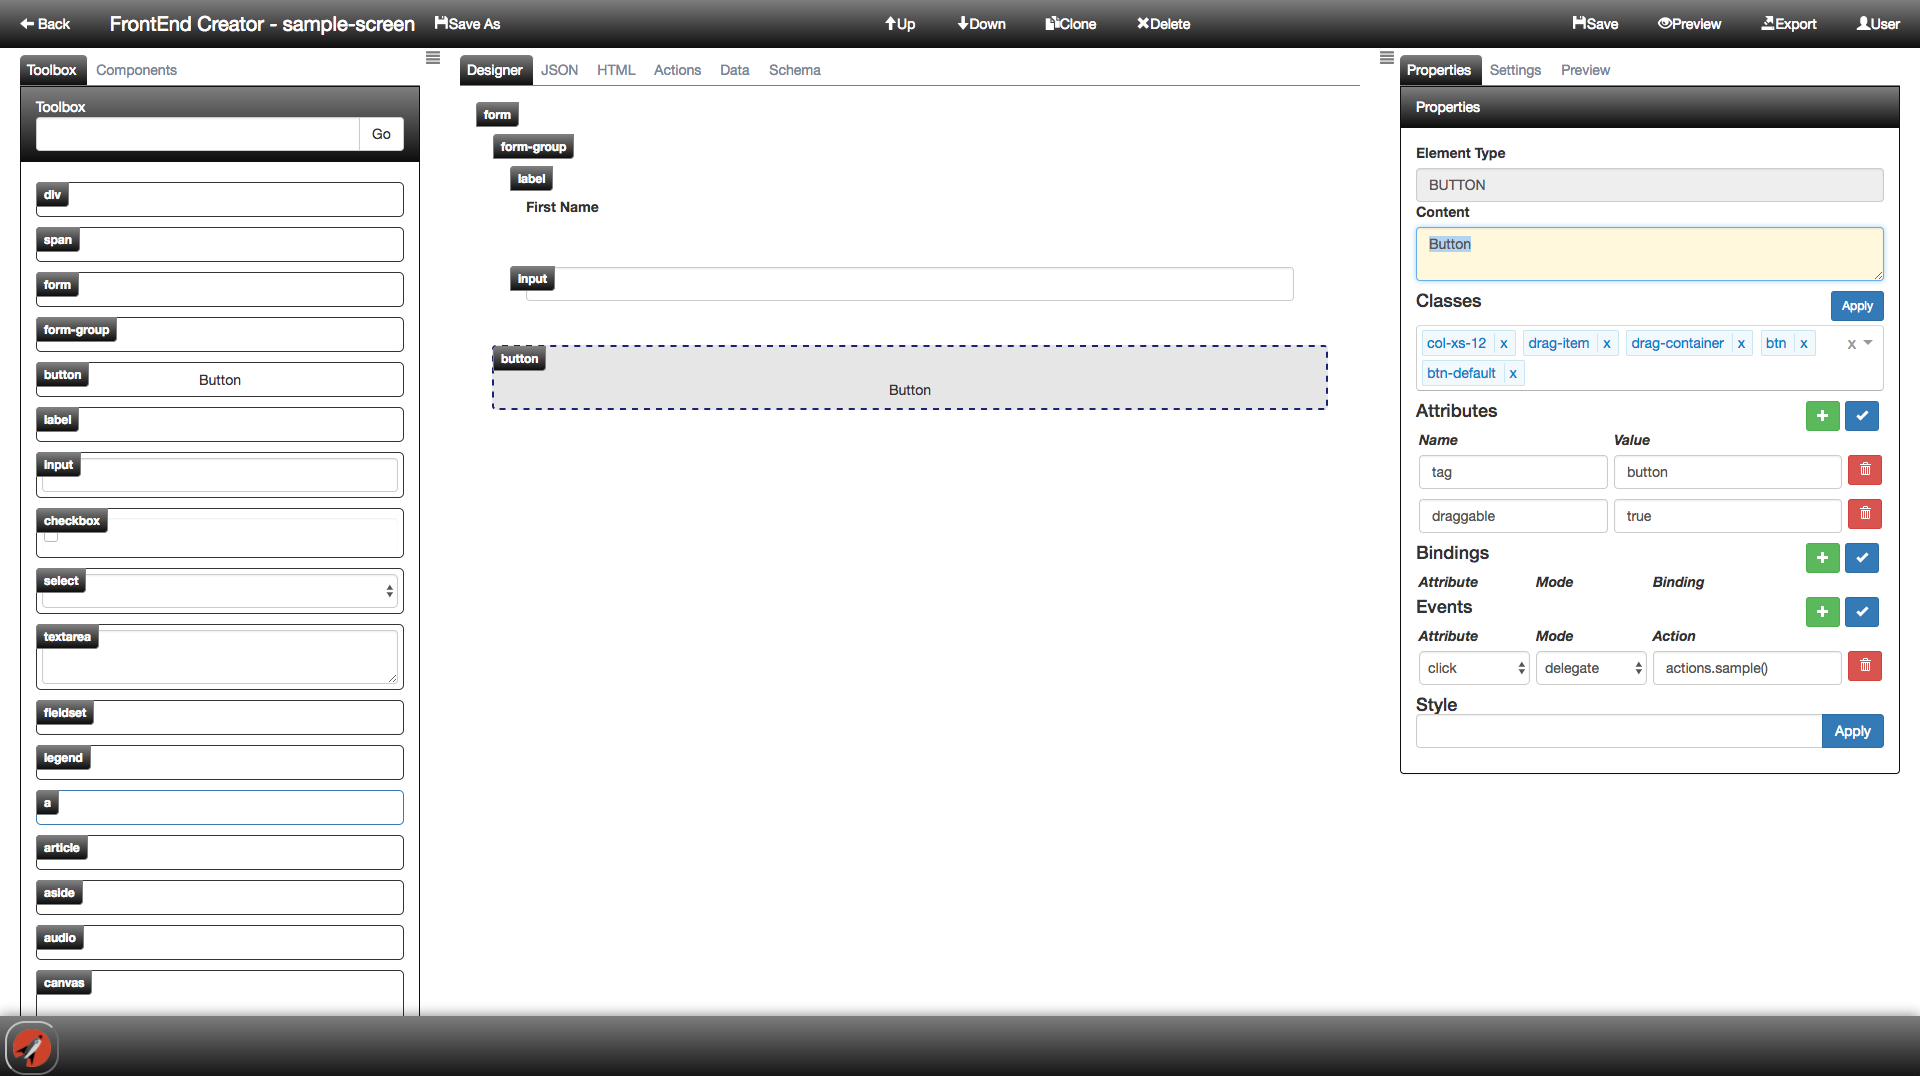 Back
FrontEnd Creator - sample-screen
Save As
Up
Down
Clone
Delete
Save
Preview
Export
User
Toolbox
Components
Toolbox
Go
div
span
form
form-group
button
Button
label
input
checkbox
select
textarea
fieldset
legend
a
article
aside
audio
canvas
Designer
JSON
HTML
Actions
Data
Schema
form
form-group
label
First Name
input
button
Button
Properties
Settings
Preview
Properties
Element Type
BUTTON
Content
Button
Classes
Apply
col-xs-12 x drag-item x drag-container x btn x x
btn-default x
Attributes
Name Value
tag button
draggable true
Bindings
Attribute Mode Binding
Events
Attribute Mode Action
click delegate actions.sample()
Style
Apply